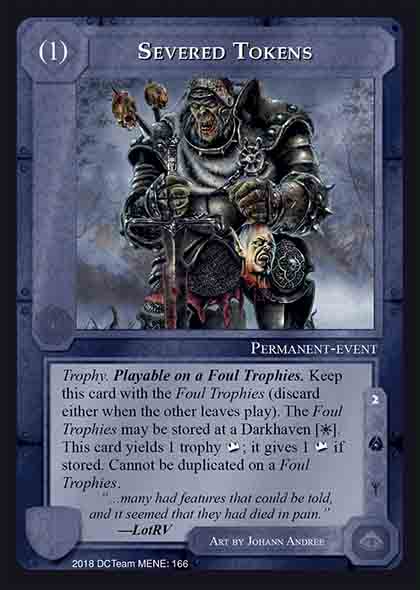 (1)
Severed Tokens
Permanent-event
Trophy. Playable on a Foul Trophies. Keep
this card with the Foul Trophies (discard
either when the other leaves play). The Foul
Trophies may be stored at a Darkhaven [☀].
This card yields 1 trophy ; it gives 1 if
stored. Cannot be duplicated on a Foul
Trophies.
2
“...many had features that could be told,
and it seemed that they had died in pain.”
—LotRV
Art by Johann Andree
2018 DCTeam MENE: 166